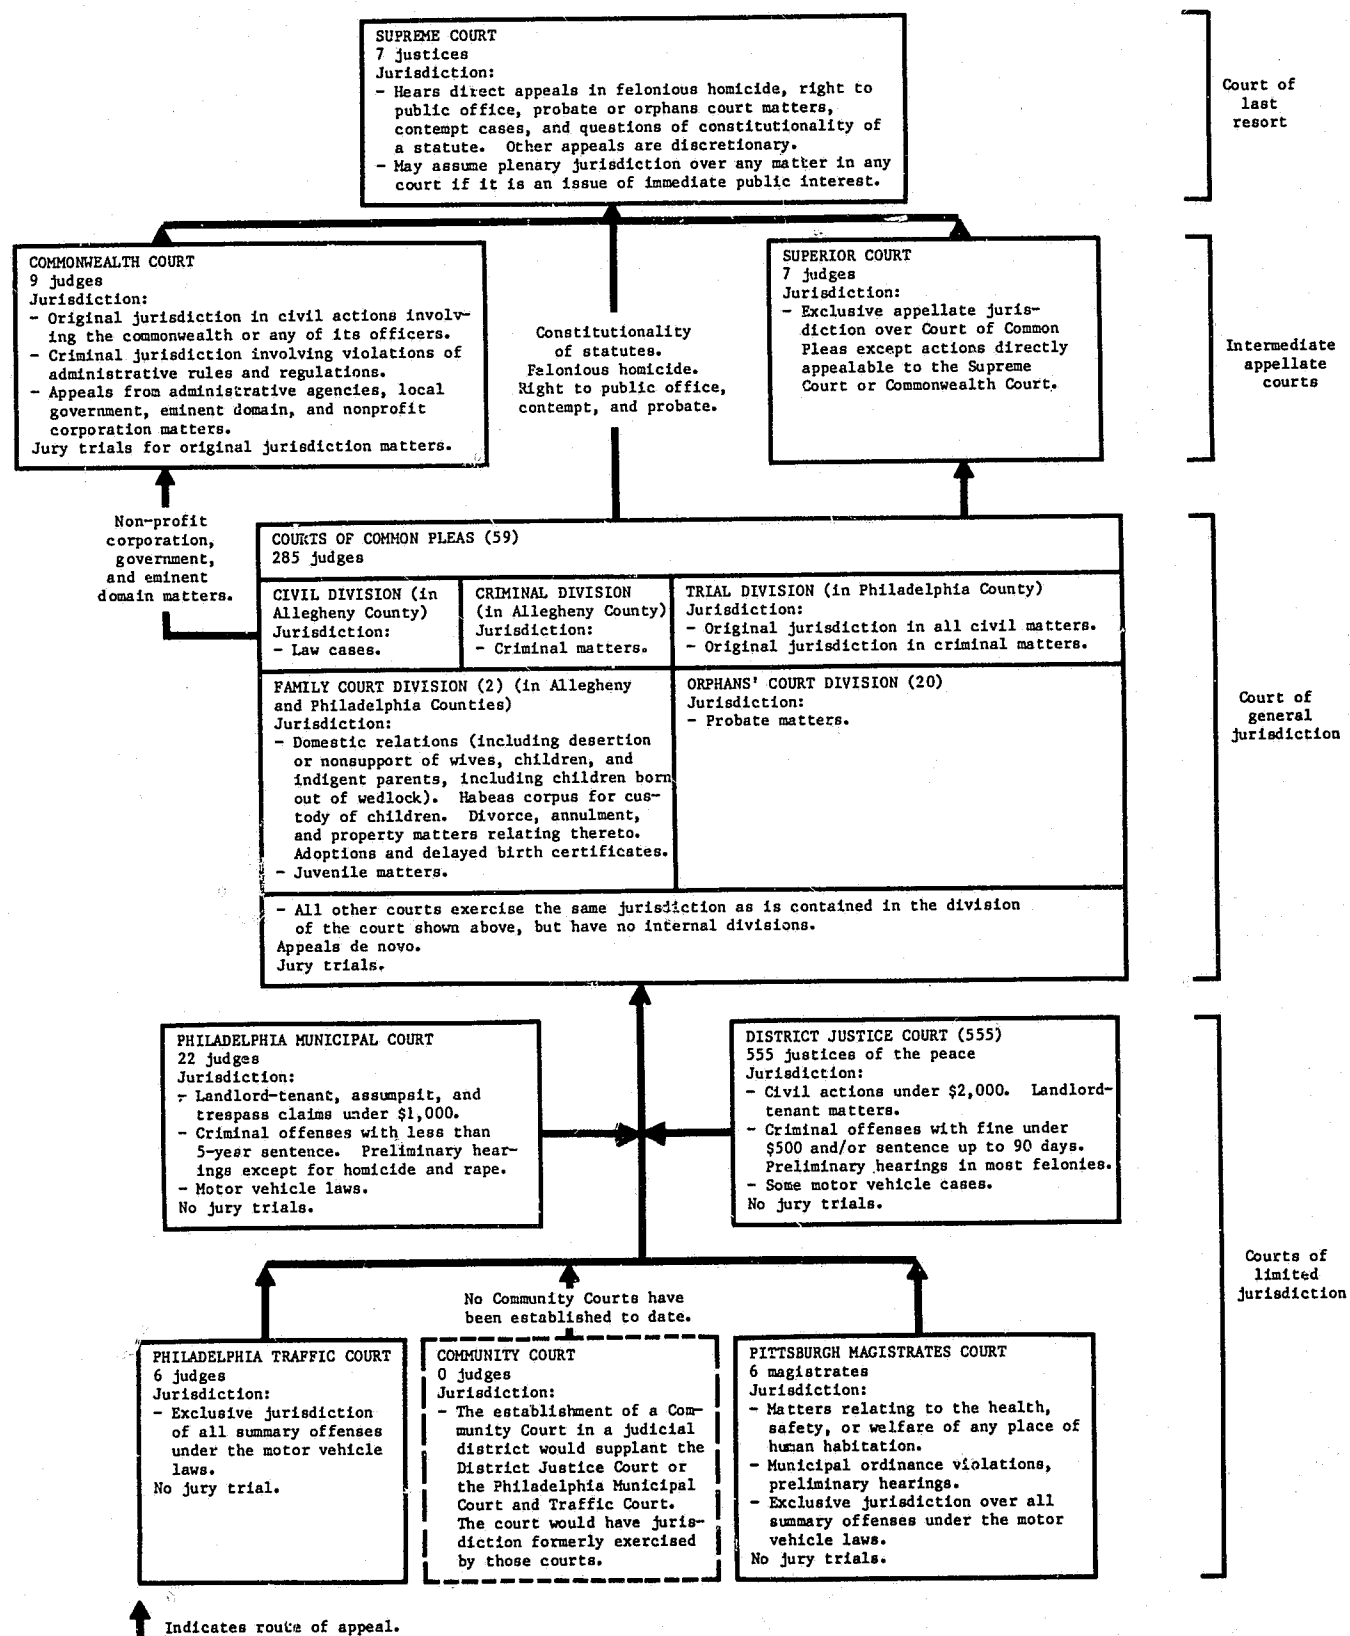 SUPREME COURT
7 justices
Jurisdiction:
- Hears direct appeals in felonious homicide, right to
public office, probate or orphans court matters,
contempt cases, and questions of constitutionality of
a statute.  Other appeals are discretionary.
- May assume plenary jurisdiction over any matter in any
court if it is an issue of immediate public interest.
Court of
last
resort
COMMONWEALTH COURT
9 judges
Jurisdiction:
- Original jurisdiction in civil actions involv-
ing the commonwealth or any of its officers.
- Criminal jurisdiction involving violations of
administrative rules and regulations.
- Appeals from administrative agencies, local
government, eminent domain, and nonprofit
corporation matters.
Jury trials for original jurisdiction matters.
Constitutionality
of statutes.
Felonious homicide.
Right to public office,
contempt, and probate.
SUPERIOR COURT
7 judges
Jurisdiction:
- Exclusive appellate juris-
diction over Court of Common
Pleas except actions directly
appealable to the Supreme
Court or Commonwealth Court.
Intermediate
appellate
courts
Non-profit
corporation,
government,
and eminent
domain matters.
COURTS OF COMMON PLEAS (59)
285 judges
CIVIL DIVISION (in
Allegheny County)
Jurisdiction:
- Law cases.
CRIMINAL DIVISION
(in Allegheny County)
Jurisdiction:
- Criminal matters.
TRIAL DIVISION (in Philadelphia County)
Jurisdiction:
- Original jurisdiction in all civil matters.
- Original jurisdiction in criminal matters.
FAMILY COURT DIVISION (2) (in Allegheny
and Philadelphia Counties)
Jurisdiction:
- Domestic relations (including desertion
or nonsupport of wives, children, and
indigent parents, including children born
out of wedlock).  Habeas corpus for cus-
tody of children.  Divorce, annulment,
and property matters relating thereto.
Adoptions and delayed birth certificates.
- Juvenile matters.
ORPHANS' COURT DIVISION (20)
Jurisdiction:
- Probate matters.
- All other courts exercise the same jurisdiction as is contained in the division
of the court shown above, but have no internal divisions.
Appeals de novo.
Jury trials.
Court of
general
jurisdiction
PHILADELPHIA MUNICIPAL COURT
22 judges
Jurisdiction:
- Landlord-tenant, assumpsit, and
trespass claims under $1,000.
- Criminal offenses with less than
5-year sentence.  Preliminary hear-
ings except for homicide and rape.
- Motor vehicle laws.
No jury trials.
DISTRICT JUSTICE COURT (555)
555 justices of the peace
Jurisdiction:
- Civil actions under $2,000.  Landlord-
tenant matters.
- Criminal offenses with fine under
$500 and/or sentence up to 90 days.
Preliminary hearings in most felonies.
- Some motor vehicle cases.
No jury trials.
Courts of
limited
jurisdiction
No Community Courts have
been established to date.
PHILADELPHIA TRAFFIC COURT
6 judges
Jurisdiction:
- Exclusive jurisdiction
of all summary offenses
under the motor vehicle
laws.
No jury trial.
COMMUNITY COURT
0 judges
Jurisdiction:
- The establishment of a Com-
munity Court in a judicial
district would supplant the
District Justice Court or
the Philadelphia Municipal
Court and Traffic Court.
The court would have juris-
diction formerly exercised
by those courts.
PITTSBURGH MAGISTRATES COURT
6 magistrates
Jurisdiction:
- Matters relating to the health,
safety, or welfare of any place of
human habitation.
- Municipal ordinance violations,
preliminary hearings.
- Exclusive jurisdiction over all
summary offenses under the motor
vehicle laws.
No jury trials.
Indicates route of appeal.